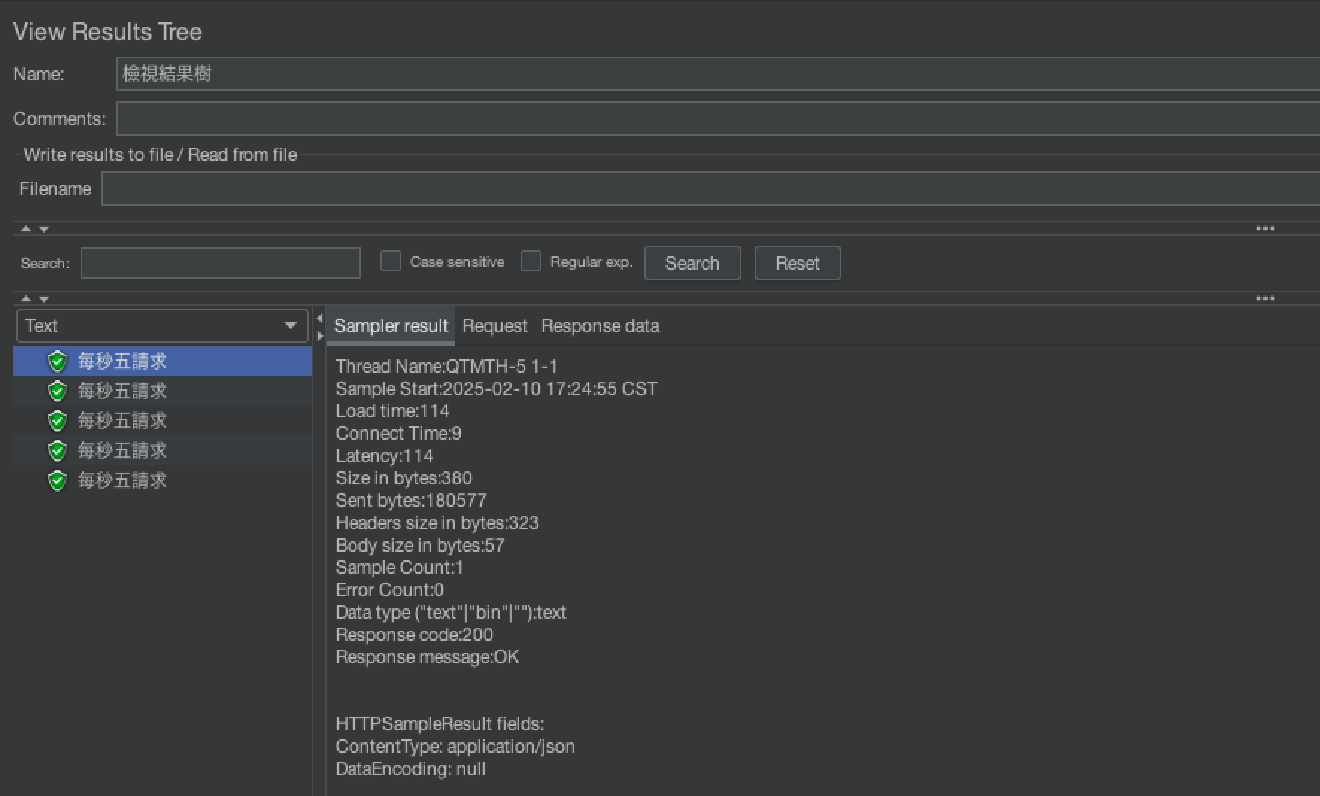 View Results Tree
Name: 檢視結果樹
Comments:
Write results to file / Read from file
Filename
Search: Case sensitive Regular exp. Search Reset
Text
每秒五請求
每秒五請求
每秒五請求
每秒五請求
每秒五請求
Sampler result Request Response data
Thread Name:QTMTH-5 1-1
Sample Start:2025-02-10 17:24:55 CST
Load time:114
Connect Time:9
Latency:114
Size in bytes:380
Sent bytes:180577
Headers size in bytes:323
Body size in bytes:57
Sample Count:1
Error Count:0
Data type ("text"|"bin"|""):text
Response code:200
Response message:OK
HTTPSampleResult fields:
ContentType: application/json
DataEncoding: null